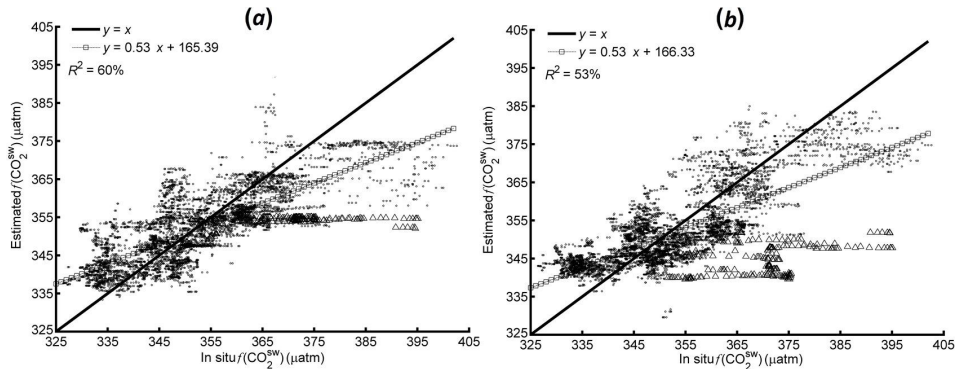 (a)
405
395
385
375
365
355
345
335
325
y = x
y = 0.53 x + 165.39
R² = 60%
Estimated f(CO₂ˢʷ) (µatm)
325 335 345 355 365 375 385 395 405
In situ f(CO₂ˢʷ) (µatm)
(b)
405
395
385
375
365
355
345
335
325
y = x
y = 0.53 x + 166.33
R² = 53%
Estimated f(CO₂ˢʷ) (µatm)
325 335 345 355 365 375 385 395 405
In situ f(CO₂ˢʷ) (µatm)